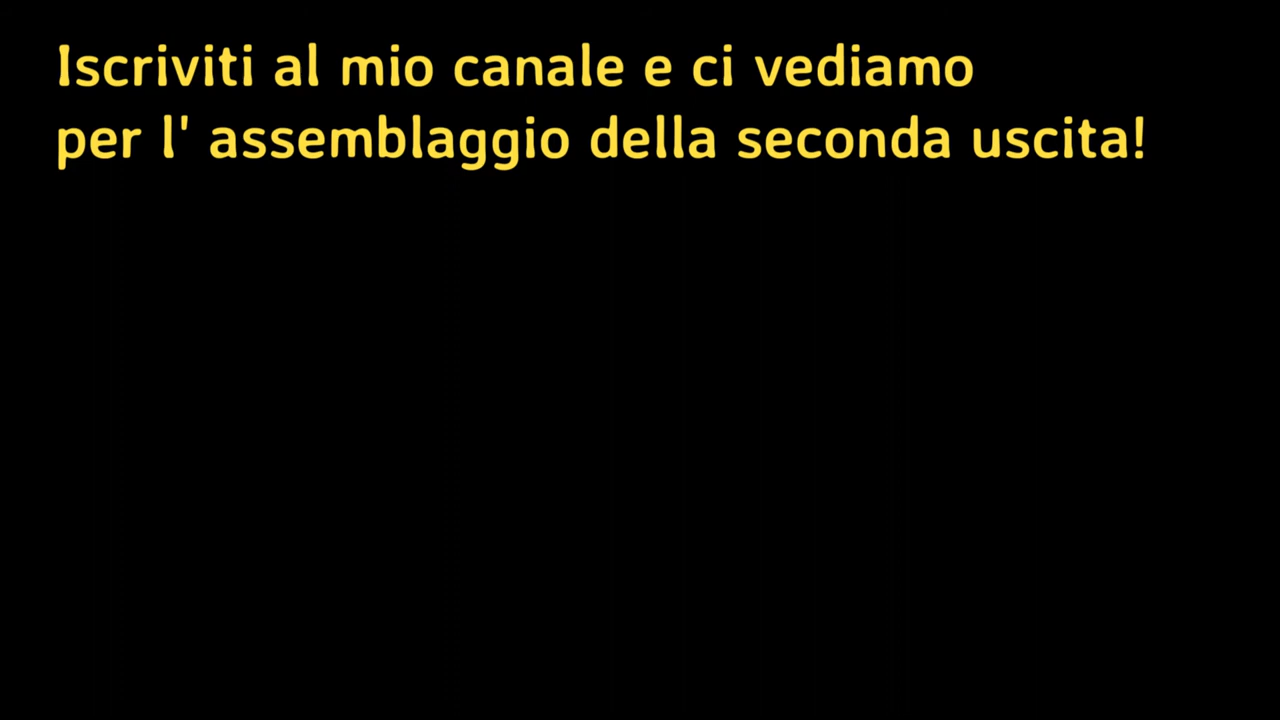 Iscriviti al mio canale e ci vediamo
per l' assemblaggio della seconda uscita!